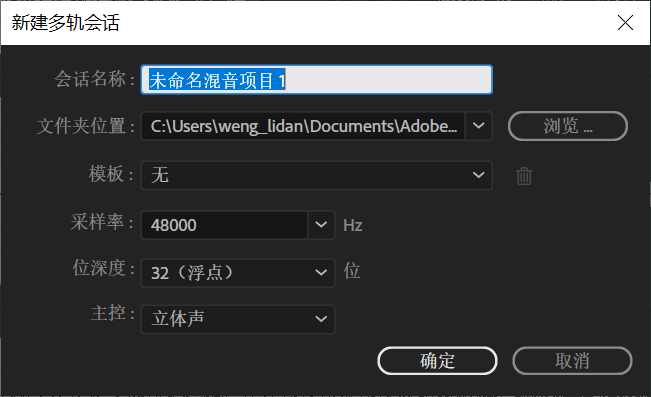 新建多轨会话
会话名称： 未命名混音项目 1
文件夹位置： C:\Users\weng_lidan\Documents\Adobe... 浏览 ...
模板： 无
采样率： 48000 Hz
位深度： 32（浮点） 位
主控： 立体声
确定 取消